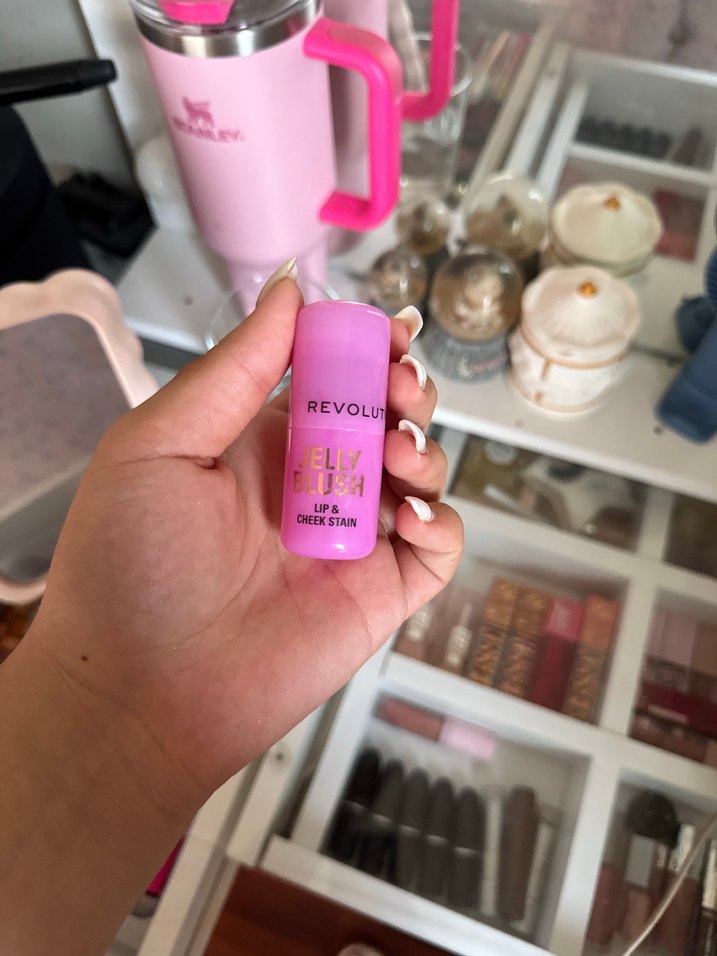 STANLEY
REVOLUT
JELLY
BLUSH
LIP &
CHEEK STAIN